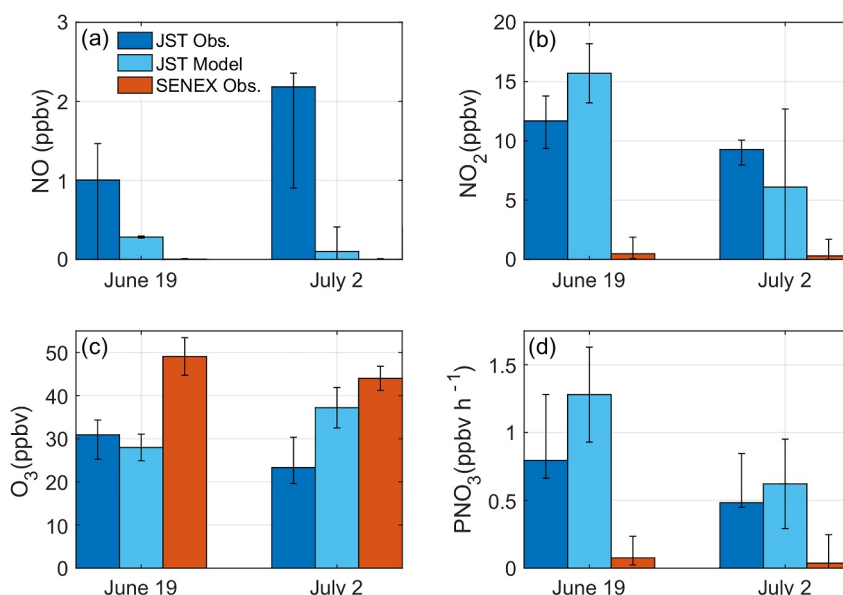 (a)
JST Obs.
JST Model
SENEX Obs.
NO (ppbv)
3
2
1
0
June 19
July 2
(b)
NO₂(ppbv)
20
15
10
5
0
June 19
July 2
(c)
O₃(ppbv)
50
40
30
20
10
0
June 19
July 2
(d)
PNO₃(ppbv h⁻¹)
1.5
1
0.5
0
June 19
July 2